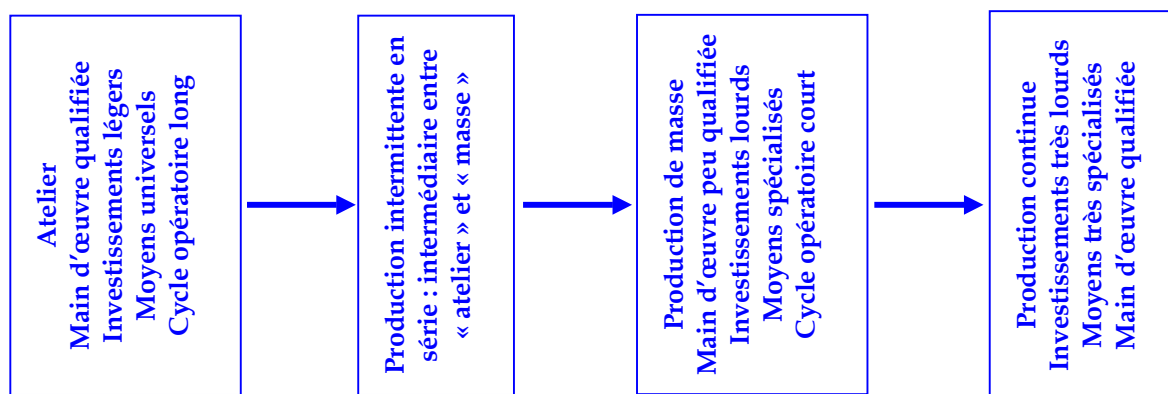 Atelier
Main d'œuvre qualifiée
Investissements légers
Moyens universels
Cycle opératoire long
Production intermittente en
série : intermédiaire entre
« atelier » et « masse »
Production de masse
Main d'œuvre peu qualifiée
Investissements lourds
Moyens spécialisés
Cycle opératoire court
Production continue
Investissements très lourds
Moyens très spécialisés
Main d'œuvre qualifiée